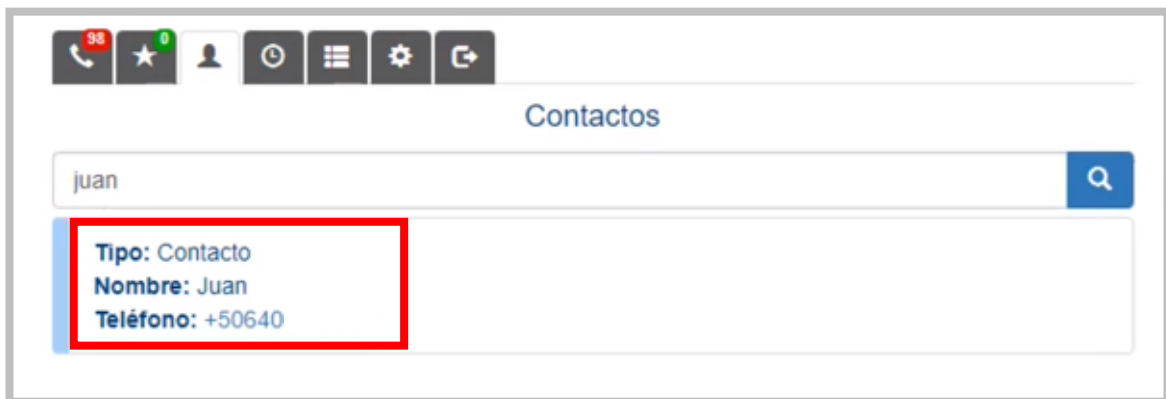 98 0
Contactos
juan
Tipo: Contacto
Nombre: Juan
Teléfono: +50640